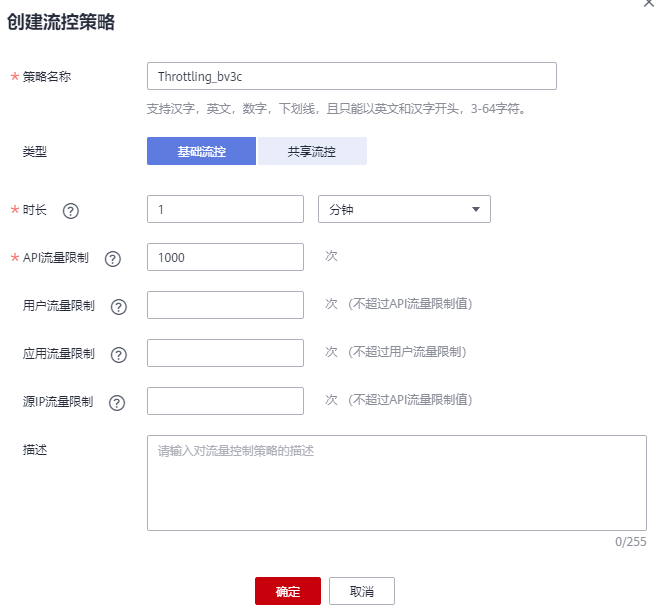 创建流控策略
* 策略名称 Throttling_bv3c
支持汉字，英文，数字，下划线，且只能以英文和汉字开头，3-64字符。
类型 基础流控 共享流控
* 时长 ? 1 分钟
* API流量限制 ? 1000 次
用户流量限制 ? 次 (不超过API流量限制值)
应用流量限制 ? 次 (不超过用户流量限制)
源IP流量限制 ? 次 (不超过API流量限制值)
描述 请输入对流量控制策略的描述
0/255
确定 取消